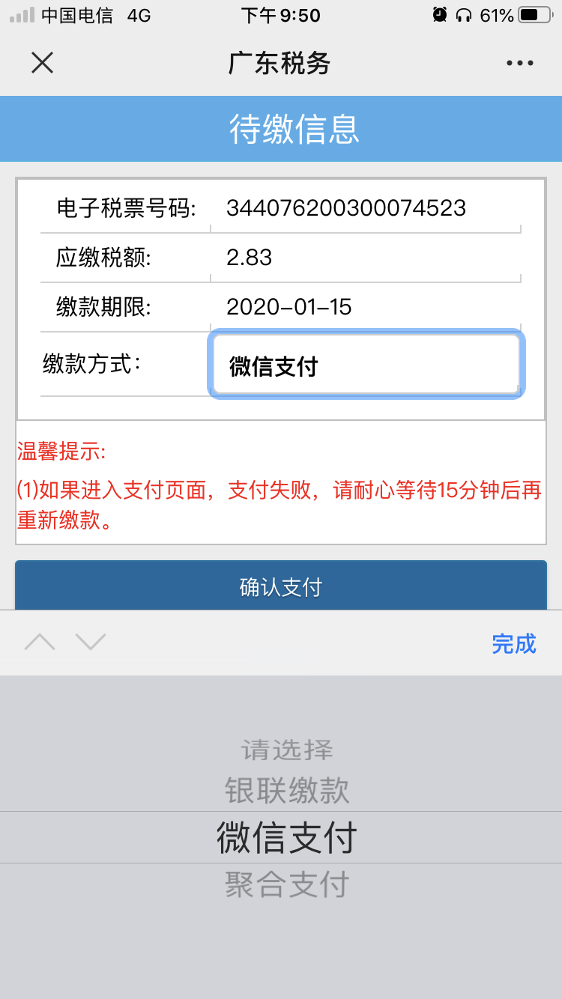 中国电信 4G 下午 9:50 61%
广东税务
待缴信息
电子税票号码: 344076200300074523
应缴税额: 2.83
缴款期限: 2020-01-15
缴款方式: 微信支付
温馨提示:
(1)如果进入支付页面，支付失败，请耐心等待15分钟后再
重新缴款。
确认支付
完成
请选择
银联缴款
微信支付
聚合支付